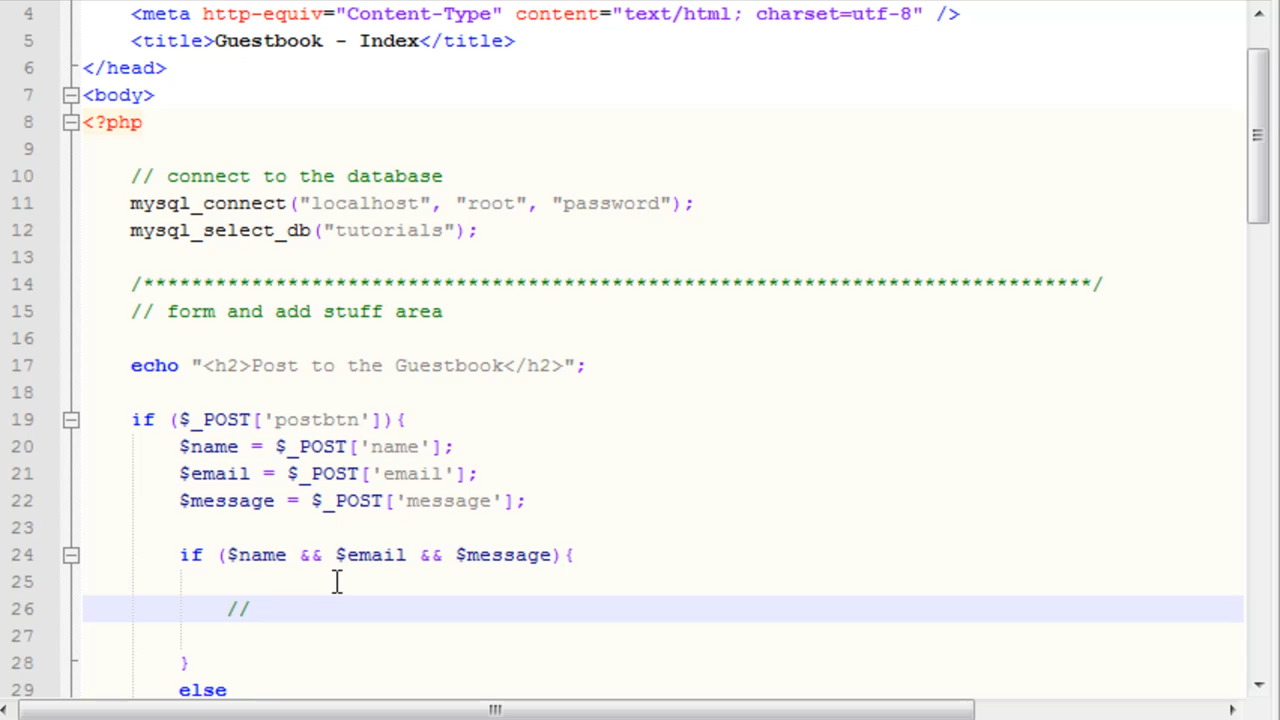 4 <meta http-equiv="Content-Type" content="text/html; charset=utf-8" />
5 <title>Guestbook - Index</title>
6 </head>
7 <body>
8 <?php
9
10 // connect to the database
11 mysql_connect("localhost", "root", "password");
12 mysql_select_db("tutorials");
13
14 /*******************************************************************************/
15 // form and add stuff area
16
17 echo "<h2>Post to the Guestbook</h2>";
18
19 if ($_POST['postbtn']){
20 $name = $_POST['name'];
21 $email = $_POST['email'];
22 $message = $_POST['message'];
23
24 if ($name && $email && $message){
25
26 //
27
28 }
29 else